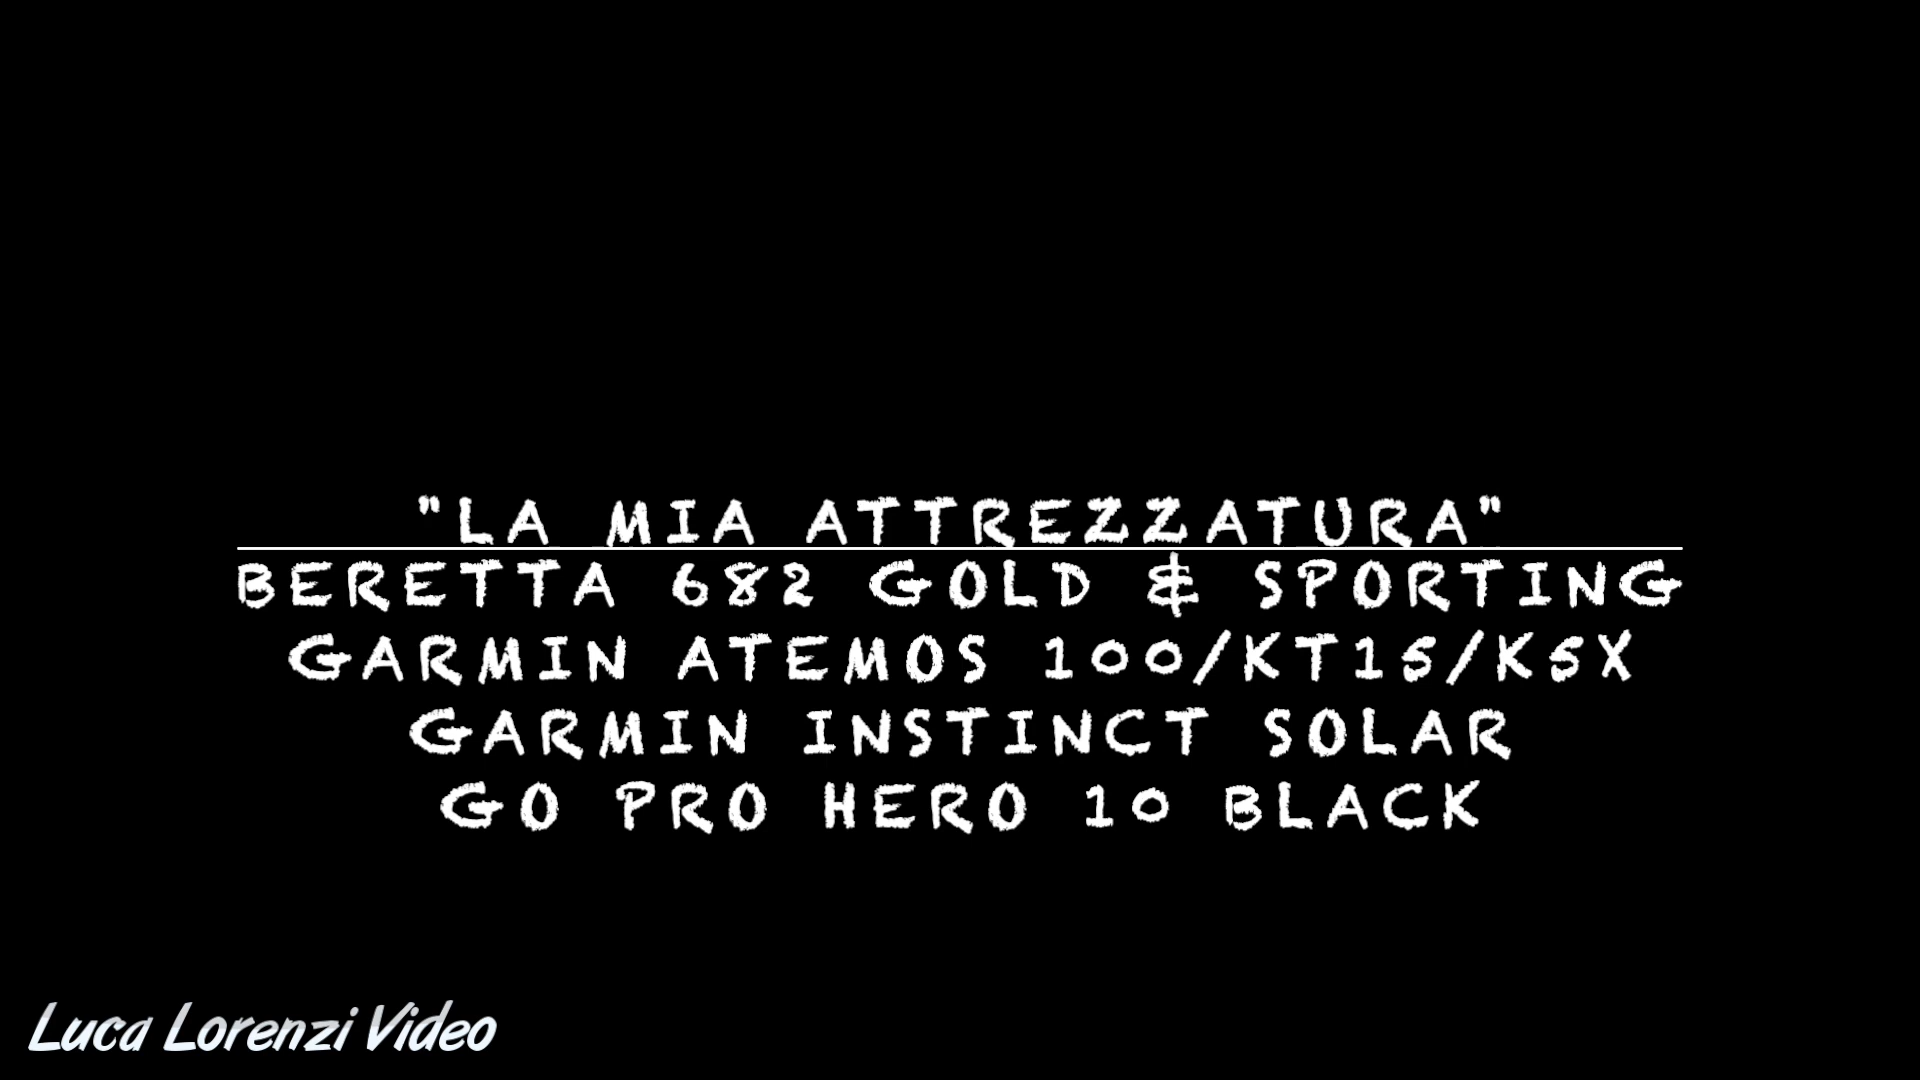 "LA MIA ATTREZZATURA"
BERETTA 682 GOLD & SPORTING
GARMIN ATEMOS 100/KT15/K5X
GARMIN INSTINCT SOLAR
GO PRO HERO 10 BLACK
Luca Lorenzi Video